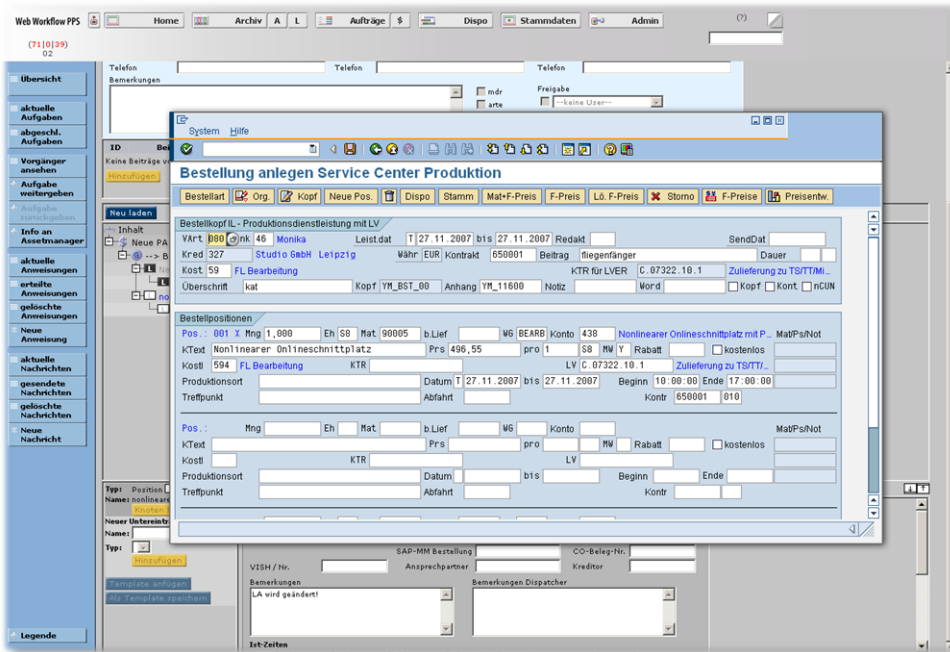 Web Workflow PPS Home Archiv A L Aufträge $ Dispo Stammdaten Admin (?)
(71|0|39)
02
Übersicht
aktuelle
Aufgaben
abgeschl.
Aufgaben
Vorgänger
ansehen
Aufgabe
weitergeben
Aufgabe
zurückgeben
Info an
Assetmanager
aktuelle
Anweisungen
erteilte
Anweisungen
gelöschte
Anweisungen
Neue
Anweisung
aktuelle
Nachrichten
gesendete
Nachrichten
gelöschte
Nachrichten
Neue
Nachricht
Legende
Telefon Telefon Telefon
Bemerkungen
mdr Freigabe
arte --keine User--
ID
Keine Beiträge
Hinzufügen
Neu laden
Inhalt
Neue PA
--> B
System Hilfe
Bestellung anlegen Service Center Produktion
Bestellart Org. Kopf Neue Pos. Dispo Stamm Mat+F-Preis F-Preis Lö. F-Preis Storno F-Preise Preisentw.
Bestellkopf IL - Produktionsdienstleistung mit LV
VArt 000 nk 46 Monika Leist.dat T 27.11.2007 bis 27.11.2007 Redakt SendDat
Kred 327 Studio GmbH Leipzig Währ EUR Kontrakt 650001 Beitrag fliegenfänger Dauer
Kost 59 FL Bearbeitung KTR für LVER C.07322.10.1 Zulieferung zu TS/TT/Mi...
Überschrift kat Kopf YM_BST_00 Anhang YM_11600 Notiz Word Kopf Kont nCUN
Bestellpositionen
Pos.: 001 X Mng 1,000 Eh S8 Mat 90005 b.Lief WG BEARB Konto 438 Nonlinearer Onlineschnittplatz mit P... Mat/Ps/Not
KText Nonlinearer Onlineschnittplatz Prs 496,55 pro 1 S8 MW Y Rabatt kostenlos
Kostl 594 FL Bearbeitung KTR LV C.07322.10.1 Zulieferung zu TS/TT/...
Produktionsort Datum T 27.11.2007 bis 27.11.2007 Beginn 10:00:00 Ende 17:00:00
Treffpunkt Abfahrt Kontr 650001 010
Pos.: Mng Eh Mat b.Lief WG Konto Mat/Ps/Not
KText Prs pro MW Rabatt kostenlos
Kostl KTR LV
Produktionsort Datum bis Beginn Ende
Treffpunkt Abfahrt Kontr
Typ: Position
Name: nonlineare
Knoten
Neuer Untereintr
Name:
Typ:
Hinzufügen
Template anfügen
Als Template speichern
SAP-MM Bestellung CO-Beleg-Nr.
VISH / Nr. Ansprechpartner Kreditor
Bemerkungen Bemerkungen Dispatcher
LA wird geändert!
Ist-Zeiten